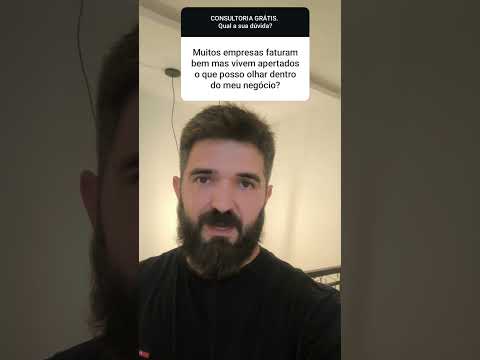 CONSULTORIA GRÁTIS.
Qual a sua dúvida?
Muitos empresas faturam
bem mas vivem apertados
o que posso olhar dentro
do meu negócio?